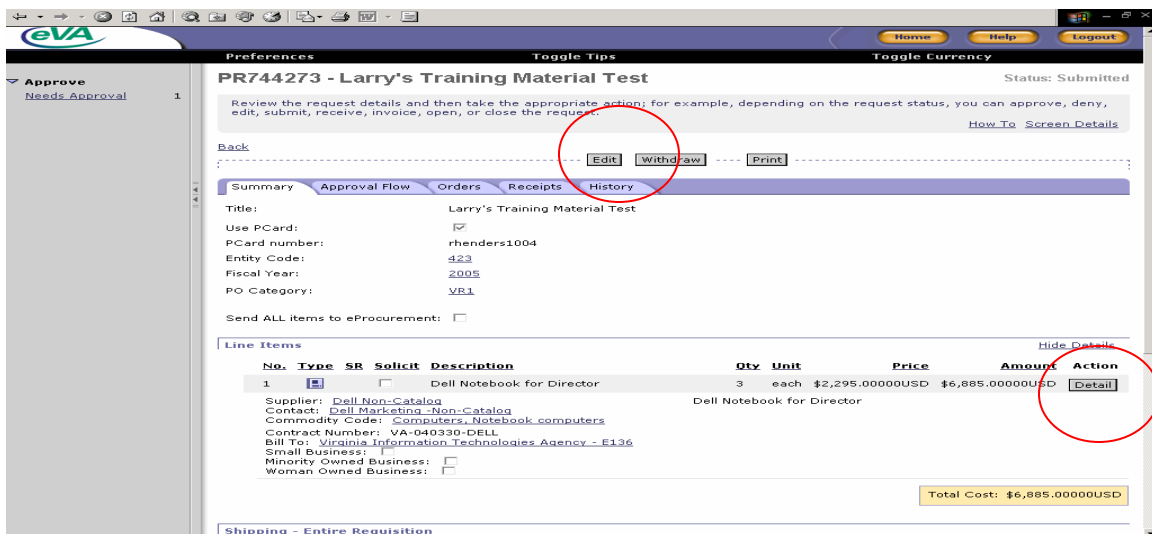 eVA
Home Help Logout
Preferences Toggle Tips Toggle Currency
Approve
Needs Approval 1
PR744273 - Larry's Training Material Test Status: Submitted
Review the request details and then take the appropriate action; for example, depending on the request status, you can approve, deny,
edit, submit, receive, invoice, open, or close the request.
How To Screen Details
Back
Edit Withdraw Print
Summary Approval Flow Orders Receipts History
Title: Larry's Training Material Test
Use PCard:
PCard number: rhenders1004
Entity Code: 423
Fiscal Year: 2005
PO Category: VR1
Send ALL items to eProcurement:
Line Items Hide Details
No. Type SR Solicit Description Qty Unit Price Amount Action
1 Dell Notebook for Director 3 each $2,295.00000USD $6,885.00000USD Detail
Supplier: Dell Non-Catalog Dell Notebook for Director
Contact: Dell Marketing -Non-Catalog
Commodity Code: Computers, Notebook computers
Contract Number: VA-040330-DELL
Bill To: Virginia Information Technologies Agency - E136
Small Business:
Minority Owned Business:
Woman Owned Business:
Total Cost: $6,885.00000USD
Shipping - Entire Requisition